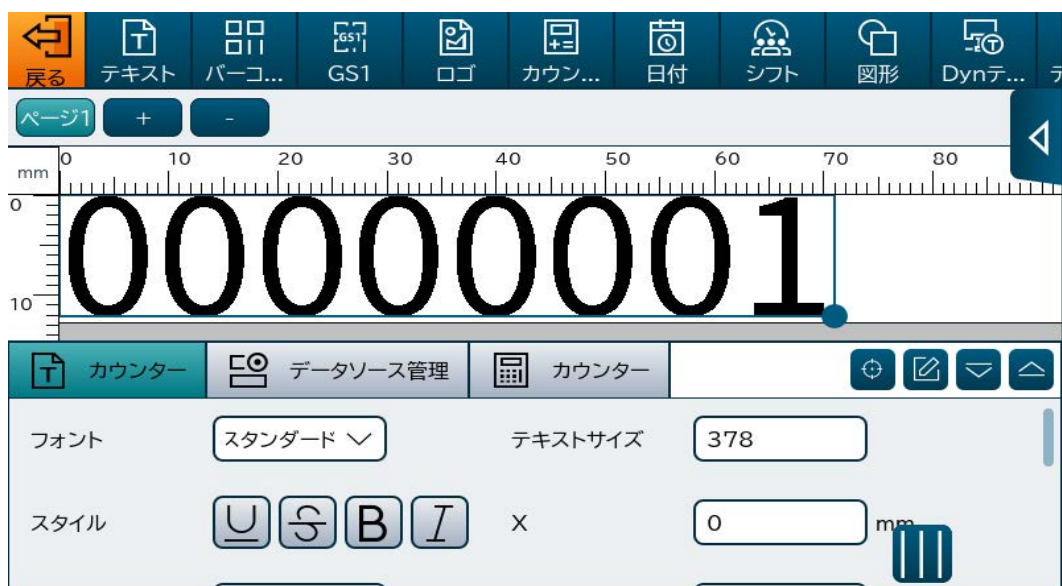 戻る テキスト バーコ... GS1 ロゴ カウン... 日付 シフト 図形 Dynテ...
ページ1 + -
mm 0 10 20 30 40 50 60 70 80
0
00000001
10
カウンター データソース管理 カウンター
フォント スタンダード テキストサイズ 378
スタイル U S B I X 0 mm